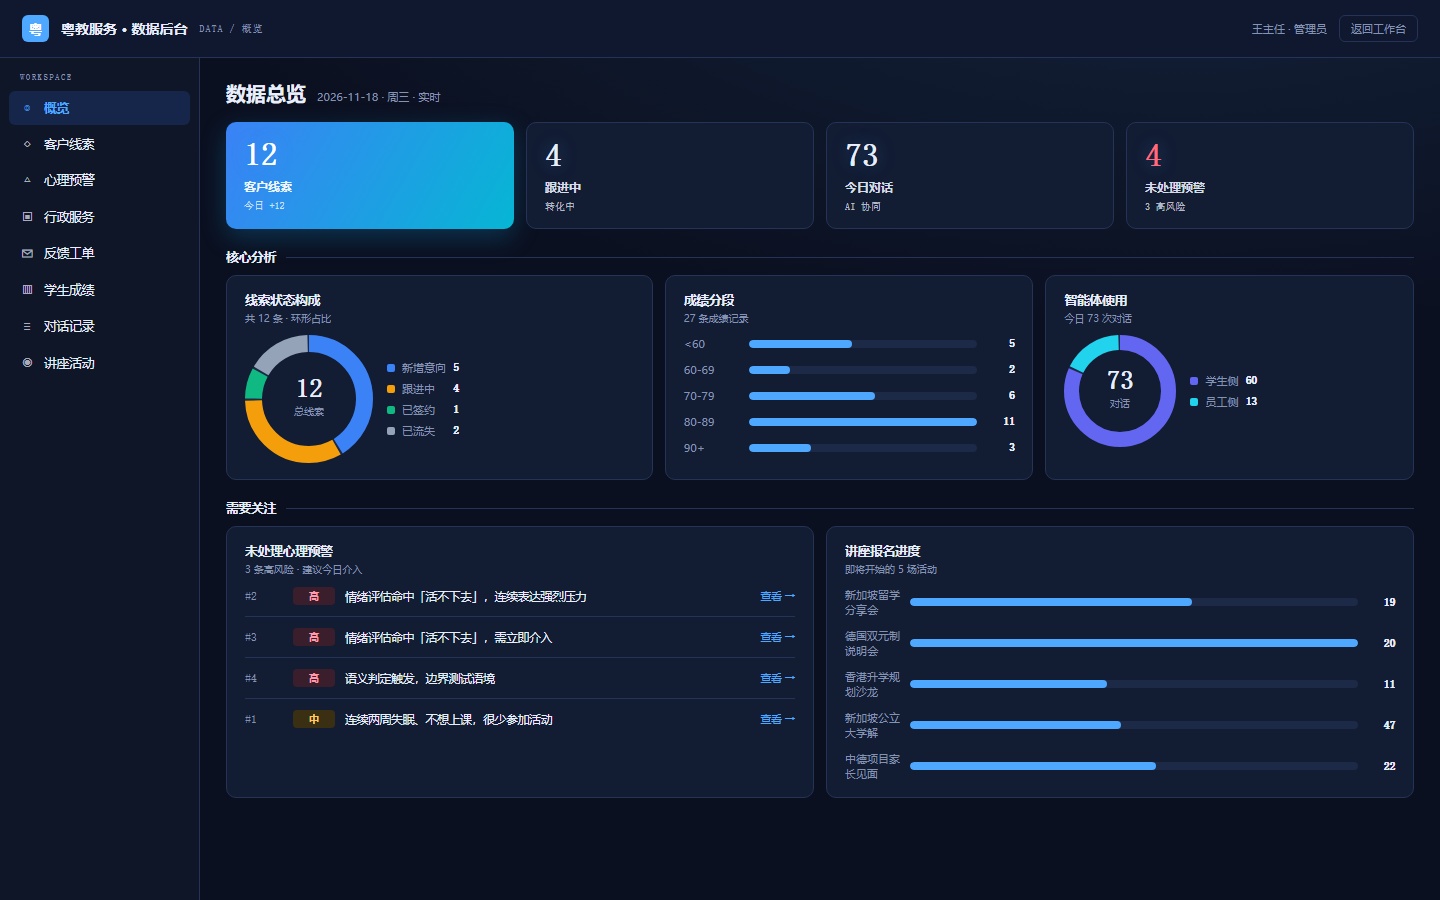 粤
粤教服务 • 数据后台
DATA / 概览
王主任 · 管理员
返回工作台
WORKSPACE
概览
客户线索
心理预警
行政服务
反馈工单
学生成绩
对话记录
讲座活动
数据总览
2026-11-18 · 周三 · 实时
12
客户线索
今日 +12
4
跟进中
转化中
73
今日对话
AI 协同
4
未处理预警
3 高风险
核心分析
线索状态构成
共 12 条 · 环形占比
12
总线索
新增意向 5
跟进中 4
已签约 1
已流失 2
成绩分段
27 条成绩记录
<60 5
60-69 2
70-79 6
80-89 11
90+ 3
智能体使用
今日 73 次对话
73
对话
学生侧 60
员工侧 13
需要关注
未处理心理预警
3 条高风险 · 建议今日介入
#2 高 情绪评估命中「活不下去」，连续表达强烈压力 查看 →
#3 高 情绪评估命中「活不下去」，需立即介入 查看 →
#4 高 语义判定触发，边界测试语境 查看 →
#1 中 连续两周失眠、不想上课，很少参加活动 查看 →
讲座报名进度
即将开始的 5 场活动
新加坡留学
分享会
19
德国双元制
说明会
20
香港升学规
划沙龙
11
新加坡公立
大学解
47
中德项目家
长见面
22